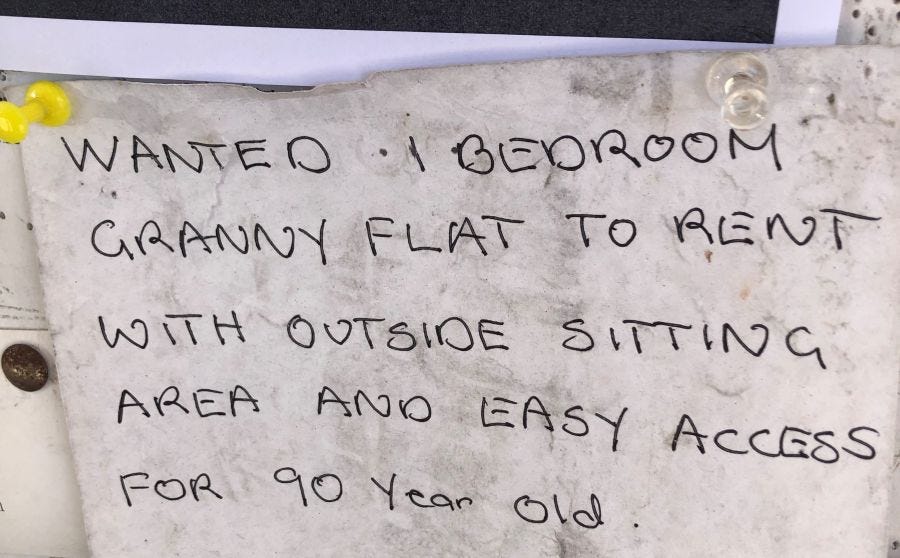 WANTED · 1 BEDROOM
GRANNY FLAT TO RENT
WITH OUTSIDE SITTING
AREA AND EASY ACCESS
FOR 90 Year Old.